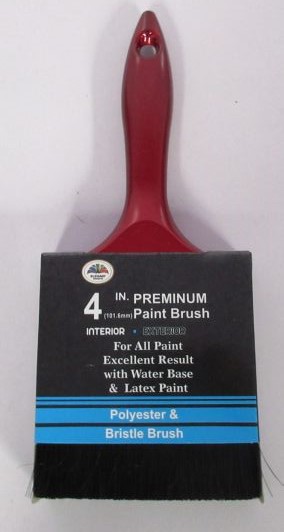 4 IN. PREMINUM
(101.6mm) Paint Brush
INTERIOR • EXTERIOR
For All Paint
Excellent Result
with Water Base
& Latex Paint
Polyester &
Bristle Brush